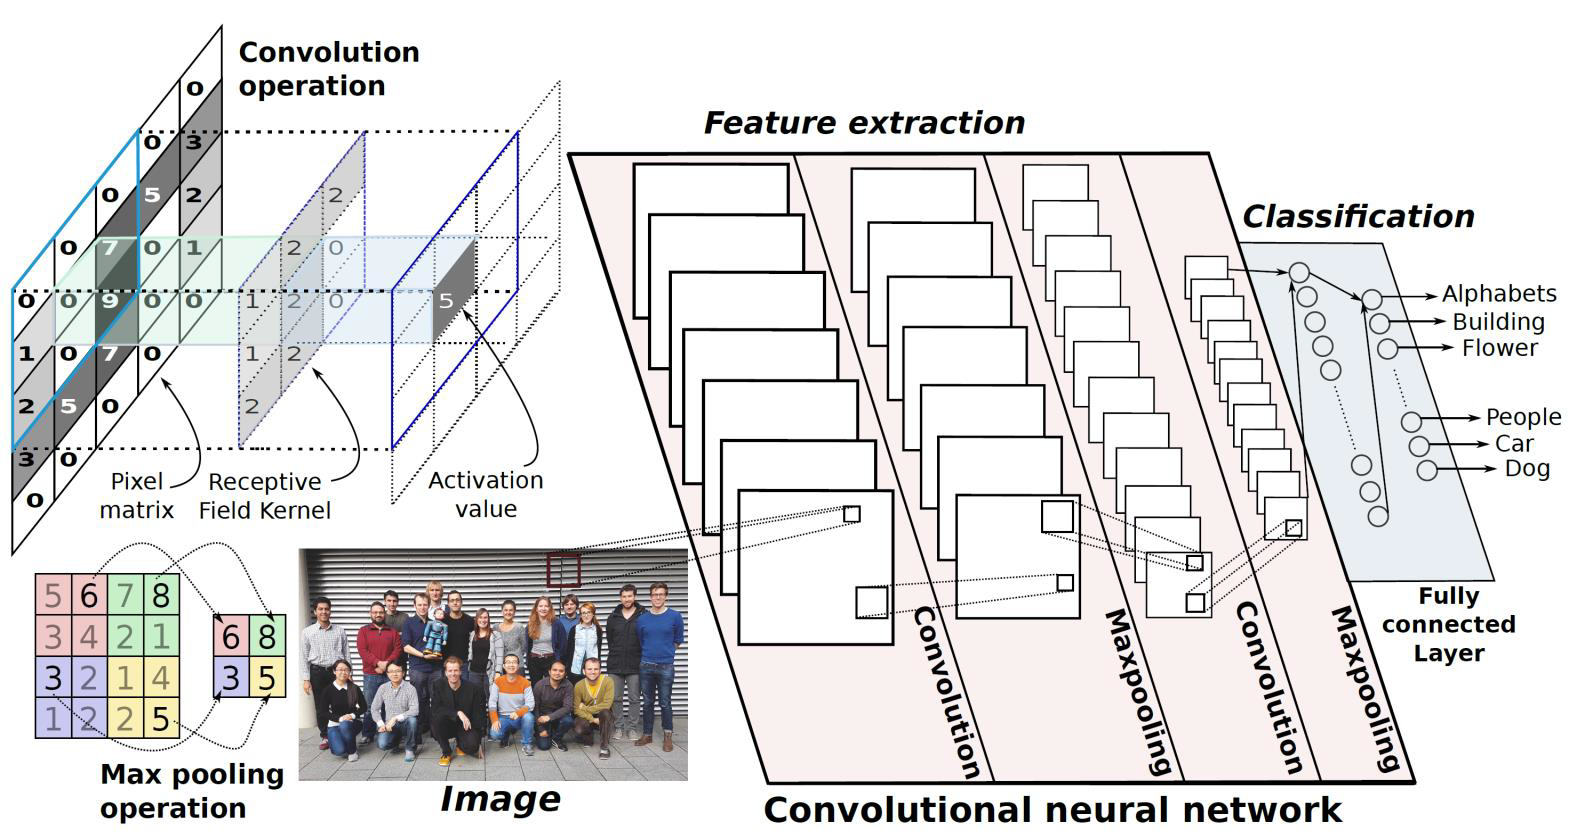 Convolution
operation
0
0 3
0 5 2
0 7 0 1
0 0 9 0 0
1 0 7 0
2 5 0
3 0
0
2
2 0
1 2 0
1 2
2
5
Pixel
matrix
Receptive
Field Kernel
Activation
value
5 6 7 8
3 4 2 1
3 2 1 4
1 2 2 5
6 8
3 5
Max pooling
operation
Image
Feature extraction
Convolution
Maxpooling
Convolution
Maxpooling
Convolutional neural network
Classification
Alphabets
Building
Flower
People
Car
Dog
Fully
connected
Layer